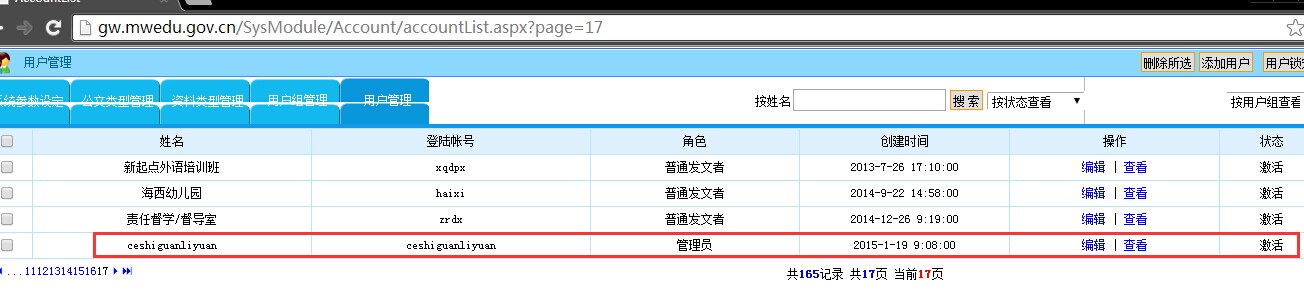 gw.mwedu.gov.cn/SysModule/Account/accountList.aspx?page=17
用户管理 删除所选 添加用户
系统参数设定 公文类型管理 资料类型管理 用户组管理 用户管理 按姓名 搜 索 按状态查看 按用户组查看
姓名 登陆帐号 角色 创建时间 操作 状态
新起点外语培训班 xqdpx 普通发文者 2013-7-26 17:10:00 编辑 | 查看 激活
海西幼儿园 haixi 普通发文者 2014-9-22 14:58:00 编辑 | 查看 激活
责任督学/督导室 zrdx 普通发文者 2014-12-26 9:19:00 编辑 | 查看 激活
ceshiguanliyuan ceshiguanliyuan 管理员 2015-1-19 9:08:00 编辑 | 查看 激活
...11121314151617 共165记录 共17页 当前17页